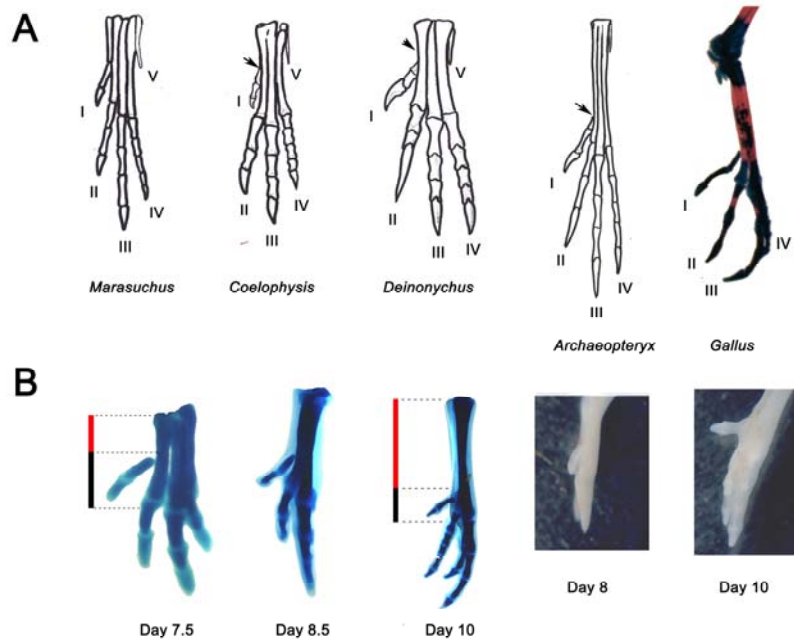 A
V V V
I I I I I
II III IV
II III IV
II III IV
II III IV
II III IV
Marasuchus Coelophysis Deinonychus
Archaeopteryx Gallus
B
Day 7.5 Day 8.5 Day 10 Day 8 Day 10